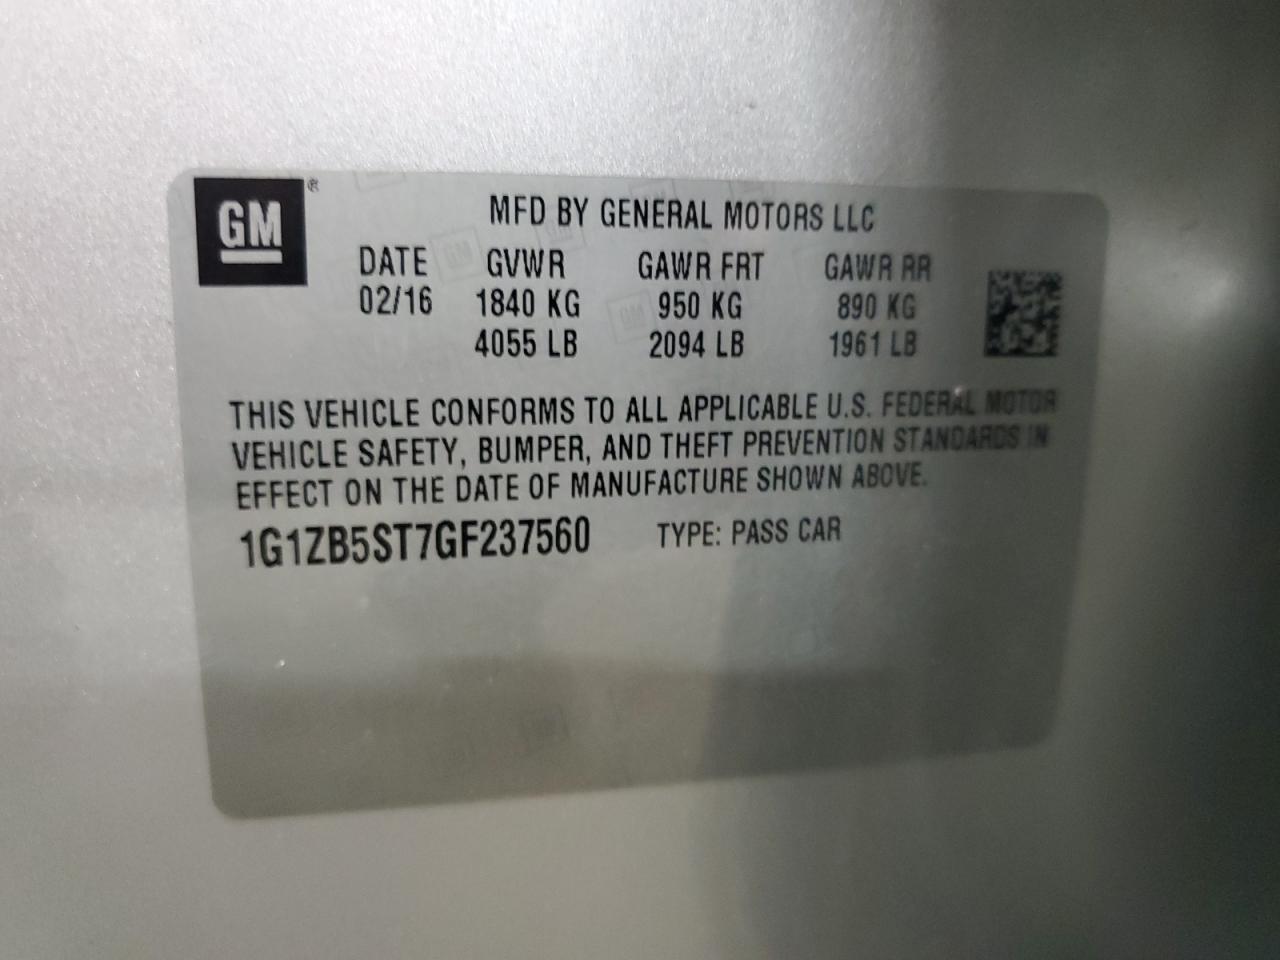 GM®
MFD BY GENERAL MOTORS LLC
DATE GVWR GAWR FRT GAWR RR
02/16 1840 KG 950 KG 890 KG
4055 LB 2094 LB 1961 LB
THIS VEHICLE CONFORMS TO ALL APPLICABLE U.S. FEDERAL MOTOR
VEHICLE SAFETY, BUMPER, AND THEFT PREVENTION STANDARDS IN
EFFECT ON THE DATE OF MANUFACTURE SHOWN ABOVE.
1G1ZB5ST7GF237560 TYPE: PASS CAR